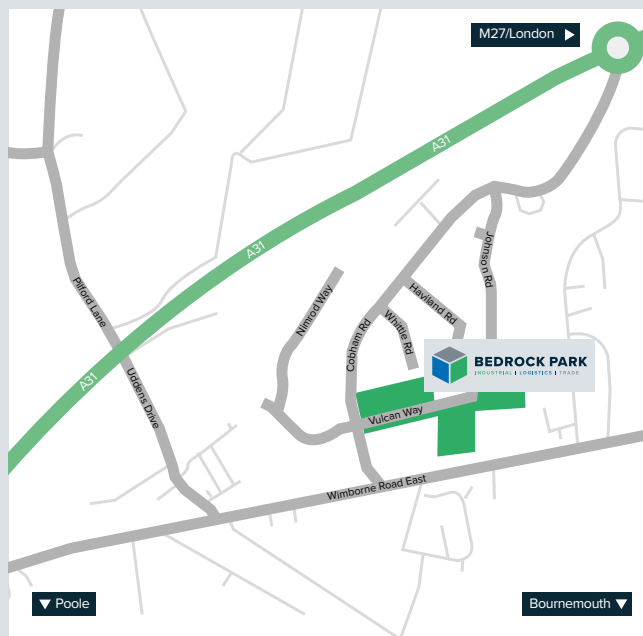 M27/London
A31
A31
Johnson Rd
Pilford Lane
Nimrod Way
Haviland Rd
Whittle Rd
Cobham Rd
BEDROCK PARK
INDUSTRIAL | LOGISTICS | TRADE
A31
Uddens Drive
Vulcan Way
Wimborne Road East
Poole
Bournemouth